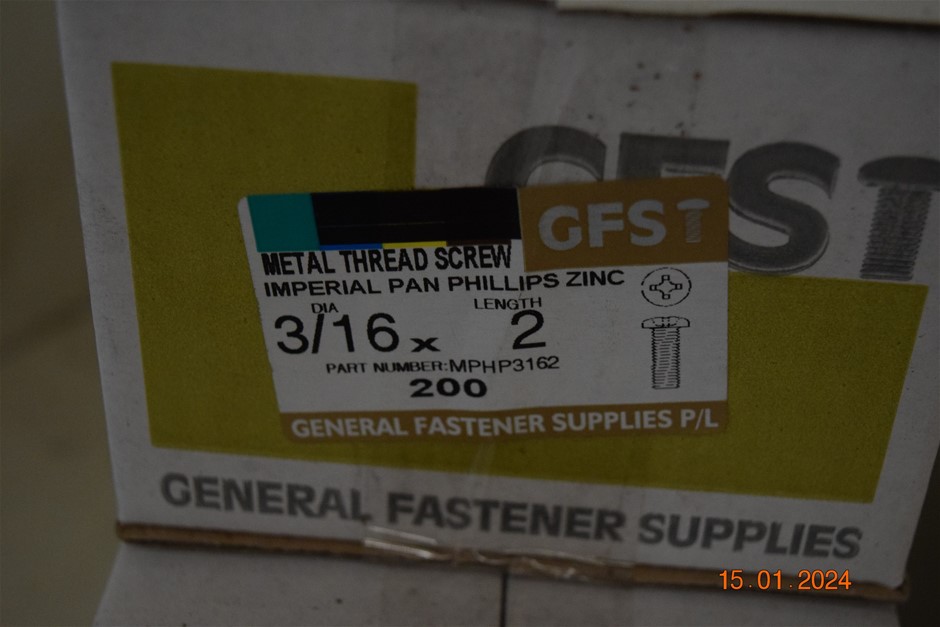 GFS
GFS
METAL THREAD SCREW
IMPERIAL PAN PHILLIPS ZINC
DIA LENGTH
3/16 x 2
PART NUMBER:MPHP3162
200
GENERAL FASTENER SUPPLIES P/L
GENERAL FASTENER SUPPLIES
15.01.2024